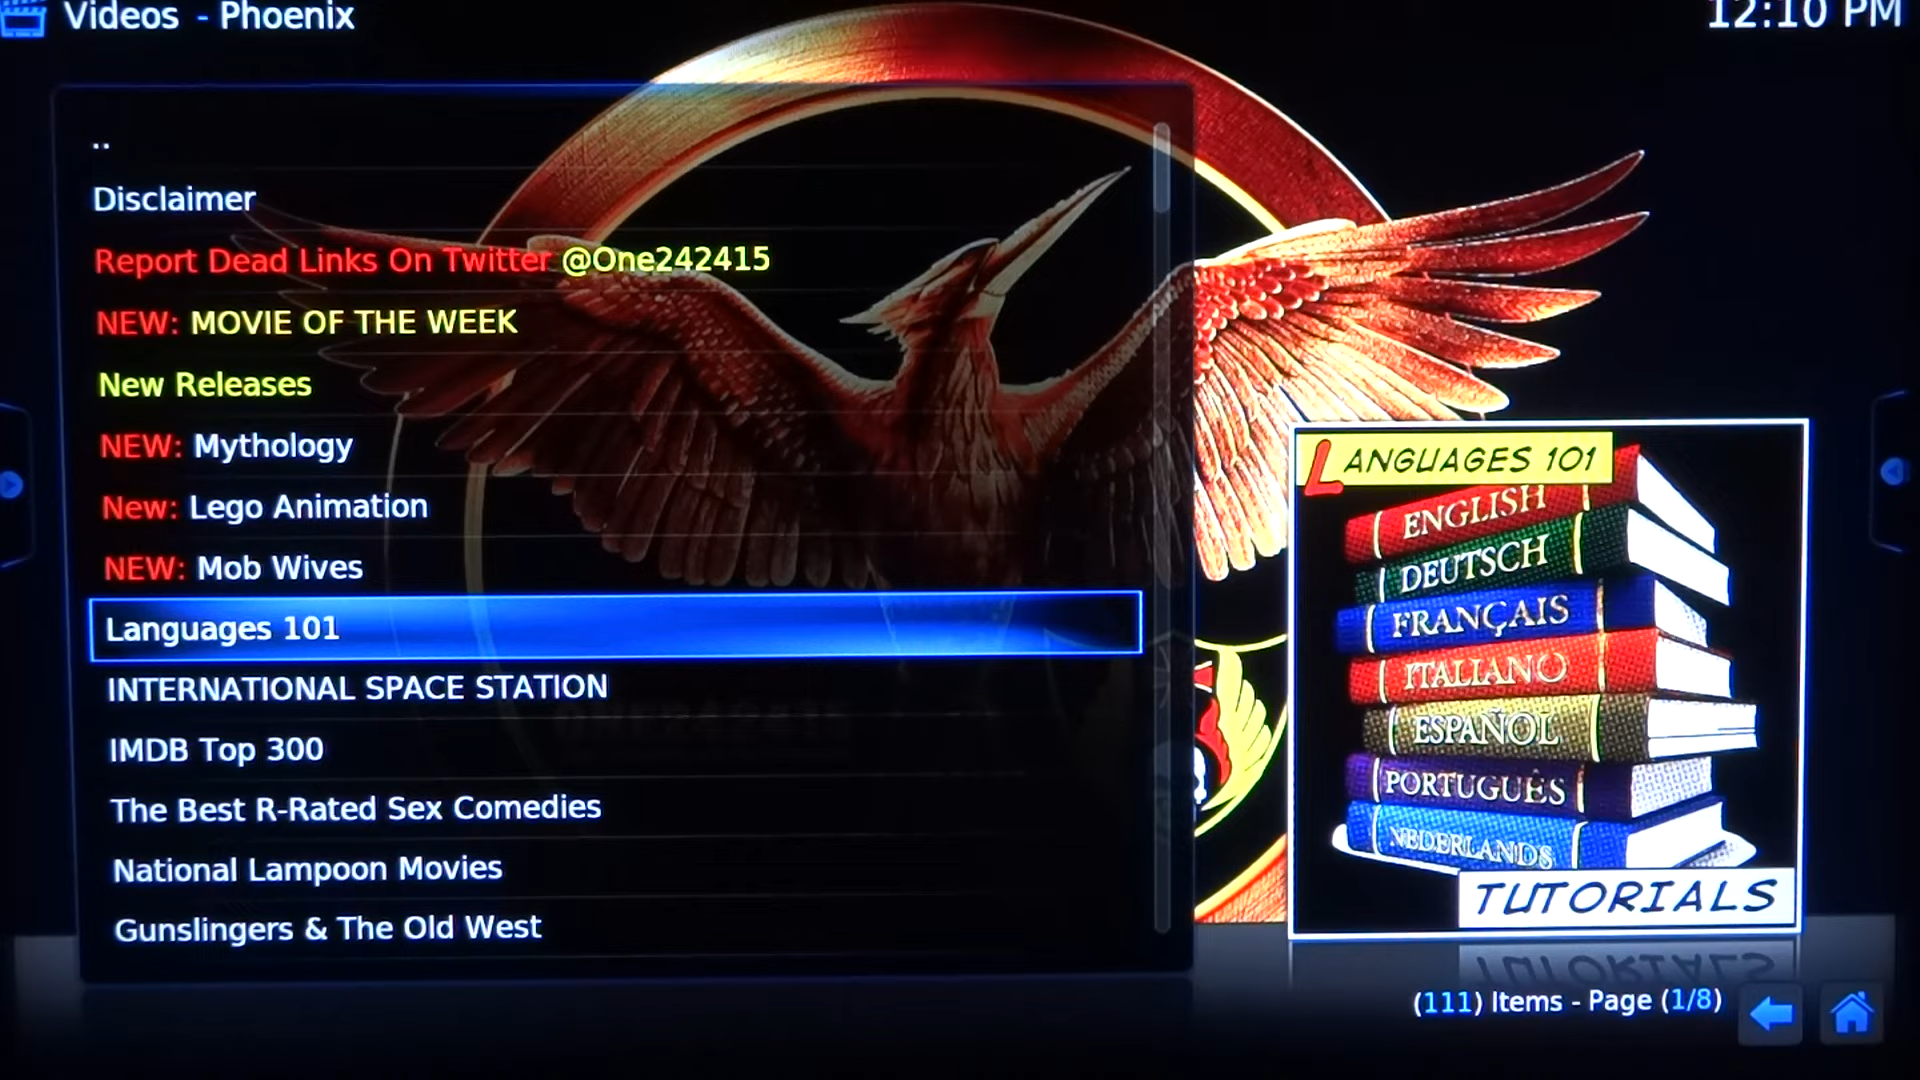 Videos - Phoenix
12:10 PM
..
Disclaimer
Report Dead Links On Twitter @One242415
NEW: MOVIE OF THE WEEK
New Releases
NEW: Mythology
New: Lego Animation
NEW: Mob Wives
Languages 101
INTERNATIONAL SPACE STATION
IMDB Top 300
The Best R-Rated Sex Comedies
National Lampoon Movies
Gunslingers & The Old West
LANGUAGES 101
ENGLISH
DEUTSCH
FRANÇAIS
ITALIANO
ESPAÑOL
PORTUGUÊS
NEDERLANDS
TUTORIALS
(111) Items - Page (1/8)